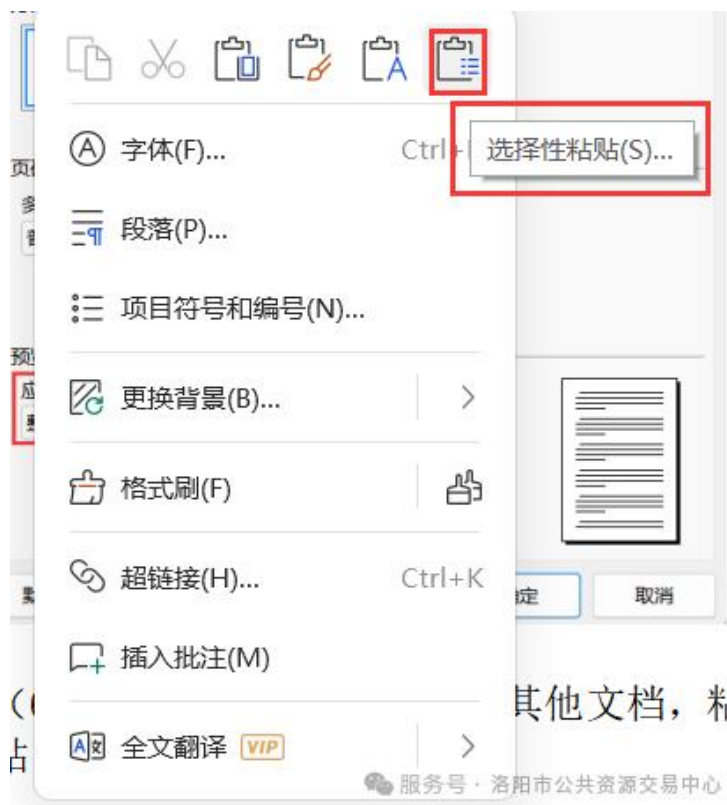 选择性粘贴(S)...
字体(F)... Ctrl+
段落(P)...
项目符号和编号(N)...
更换背景(B)...
格式刷(F)
超链接(H)... Ctrl+K
取消
插入批注(M)
其他文档，粘
全文翻译 VIP
服务号 · 洛阳市公共资源交易中心